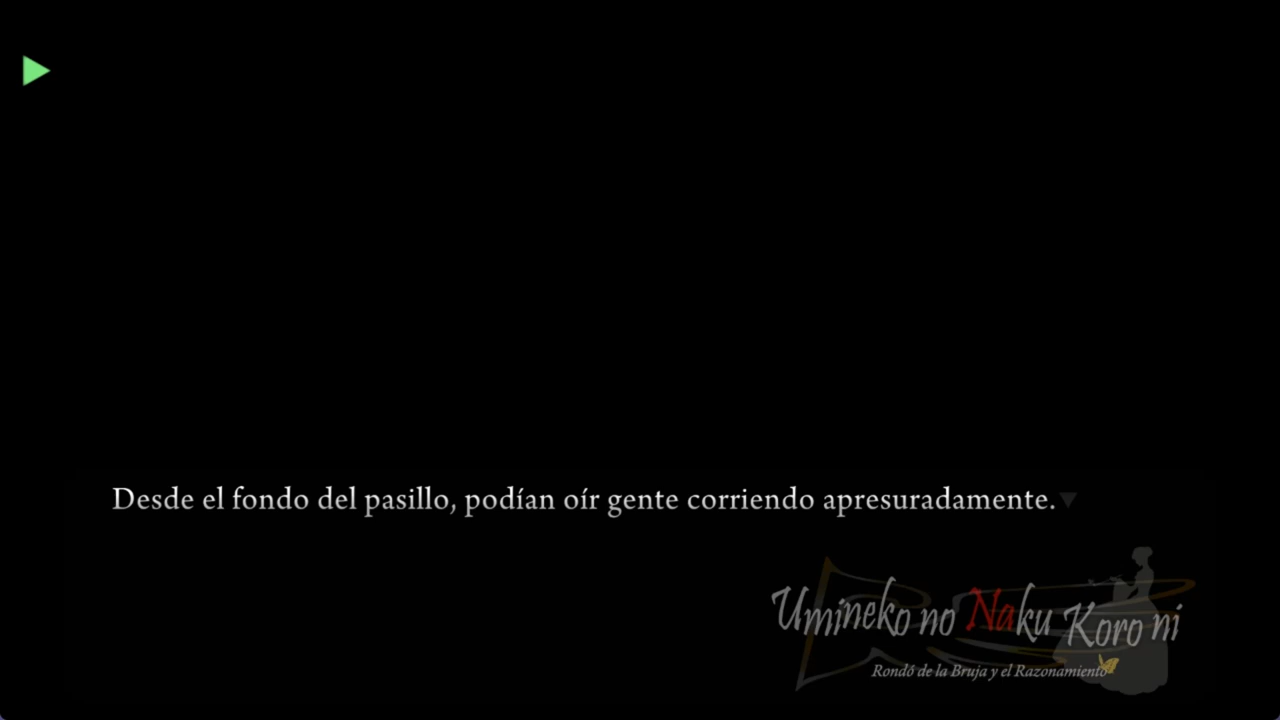 Desde el fondo del pasillo, podían oír gente corriendo apresuradamente.
Umineko no Naku Koro ni
Rondó de la Bruja y el Razonamiento